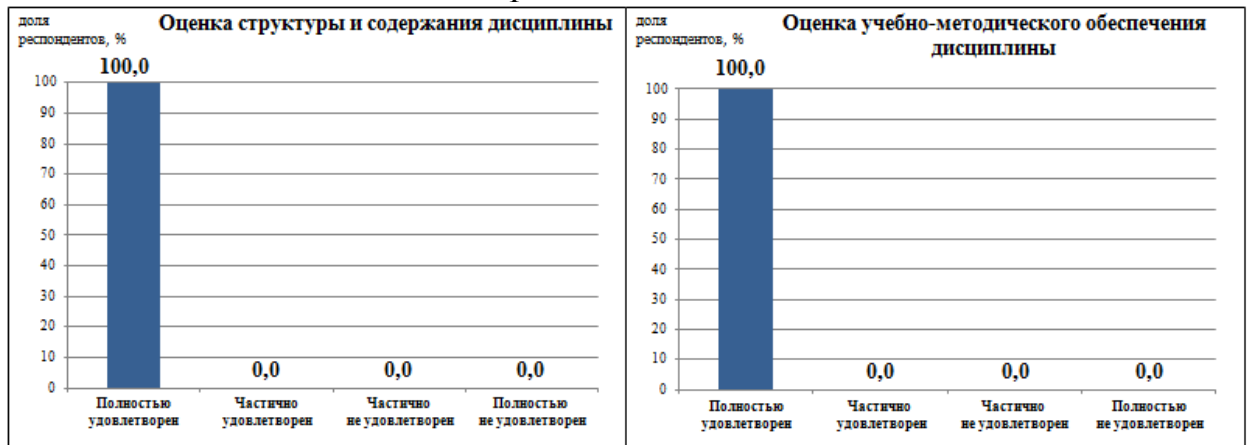 доля
респондентов, %
Оценка структуры и содержания дисциплины
100,0
100
90
80
70
60
50
40
30
20
10
0
0,0
0,0
0,0
Полностью
удовлетворен
Частично
удовлетворен
Частично
не удовлетворен
Полностью
не удовлетворен
доля
респондентов, %
Оценка учебно-методического обеспечения
дисциплины
100,0
100
90
80
70
60
50
40
30
20
10
0
0,0
0,0
0,0
Полностью
удовлетворен
Частично
удовлетворен
Частично
не удовлетворен
Полностью
не удовлетворен